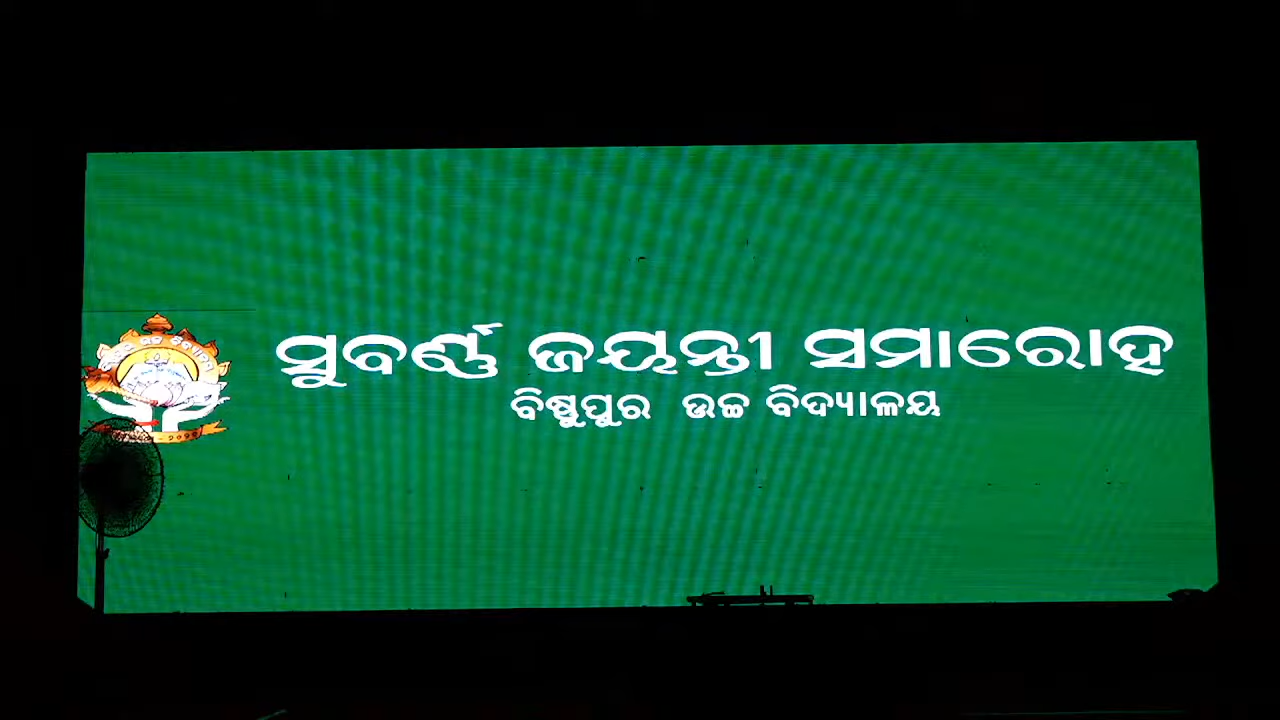 ସୁବର୍ଣ୍ଣ ଜୟନ୍ତୀ ସମାରୋହ
ବିଷ୍ଣୁପୁର ଉଚ୍ଚ ବିଦ୍ୟାଳୟ